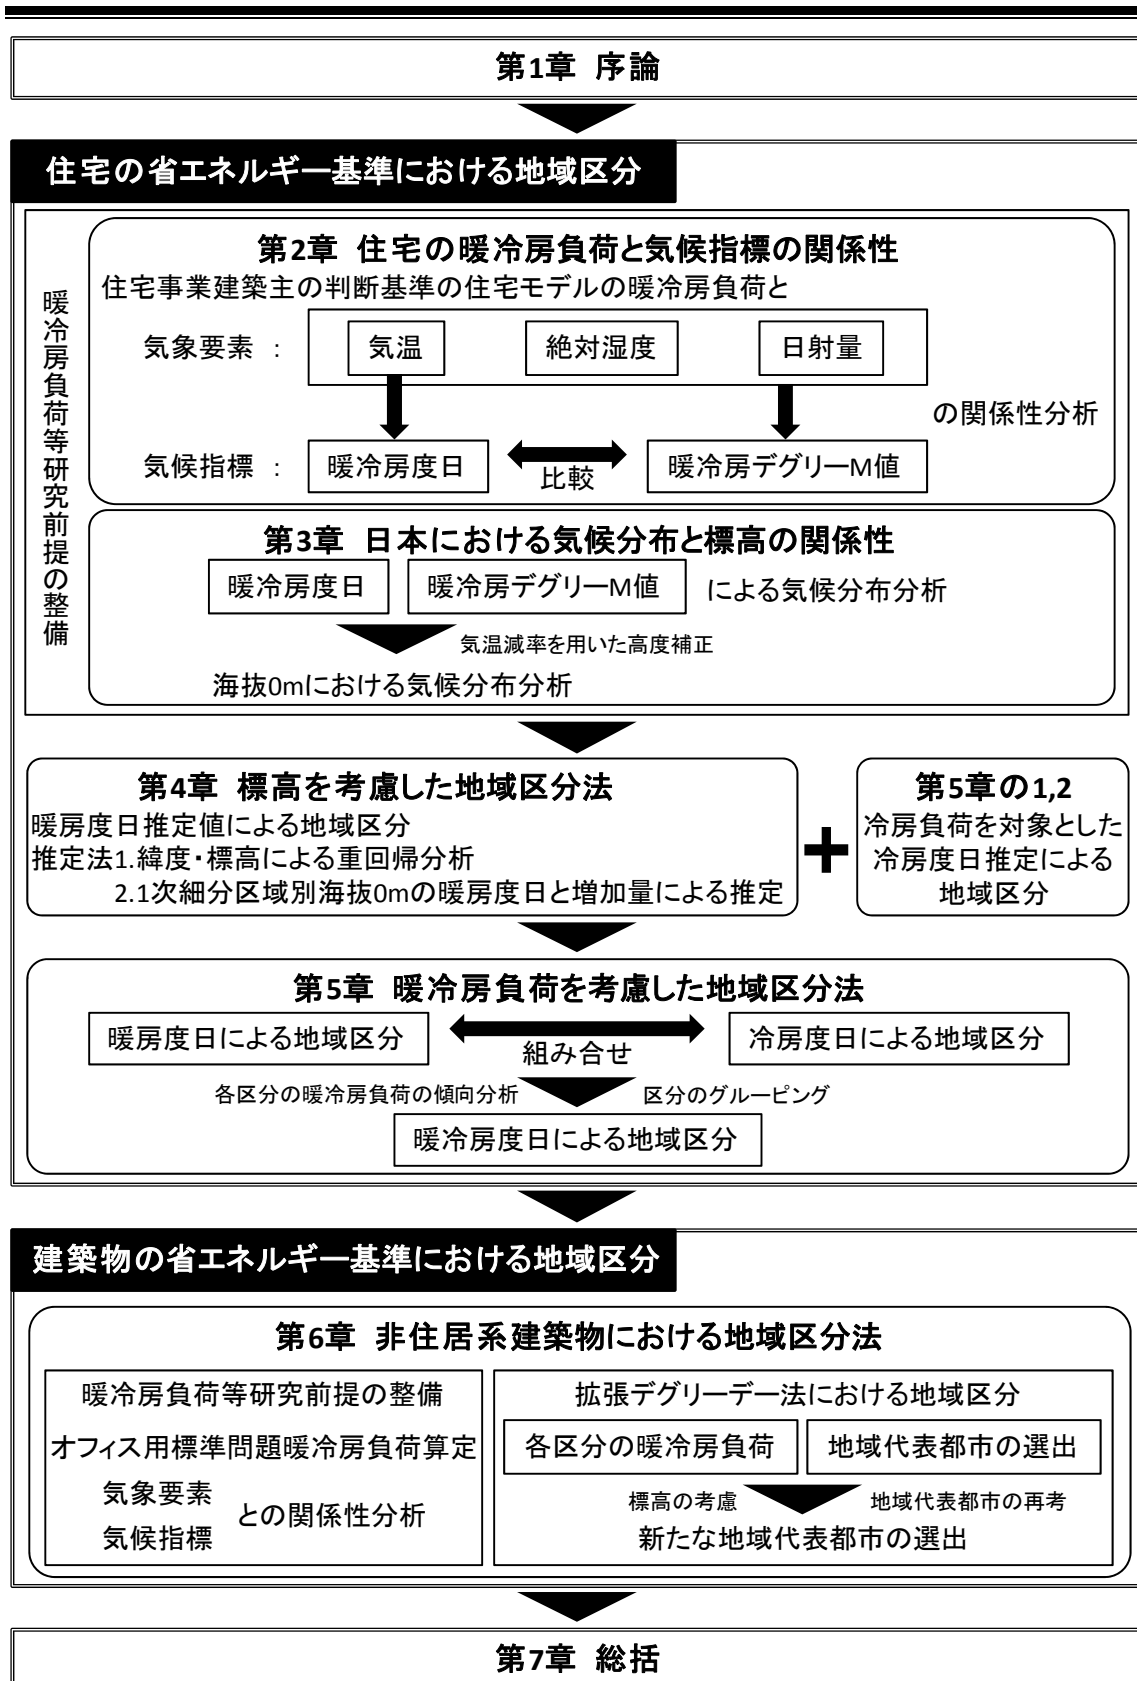 第1章 序論
住宅の省エネルギー基準における地域区分
暖冷房負荷等研究前提の整備
第2章 住宅の暖冷房負荷と気候指標の関係性
住宅事業建築主の判断基準の住宅モデルの暖冷房負荷と
気象要素 : 気温 絶対湿度 日射量
の関係性分析
気候指標 : 暖冷房度日 比較 暖冷房デグリーM値
第3章 日本における気候分布と標高の関係性
暖冷房度日 暖冷房デグリーM値 による気候分布分析
気温減率を用いた高度補正
海抜0mにおける気候分布分析
第4章 標高を考慮した地域区分法
暖房度日推定値による地域区分
推定法1.緯度・標高による重回帰分析
2.1次細分区域別海抜0mの暖房度日と増加量による推定
+
第5章の1,2
冷房負荷を対象とした
冷房度日推定による
地域区分
第5章 暖冷房負荷を考慮した地域区分法
暖房度日による地域区分 組み合せ 冷房度日による地域区分
各区分の暖冷房負荷の傾向分析 区分のグルーピング
暖冷房度日による地域区分
建築物の省エネルギー基準における地域区分
第6章 非住居系建築物における地域区分法
暖冷房負荷等研究前提の整備
オフィス用標準問題暖冷房負荷算定
気象要素
気候指標
との関係性分析
拡張デグリーデー法における地域区分
各区分の暖冷房負荷 地域代表都市の選出
標高の考慮 地域代表都市の再考
新たな地域代表都市の選出
第7章 総括